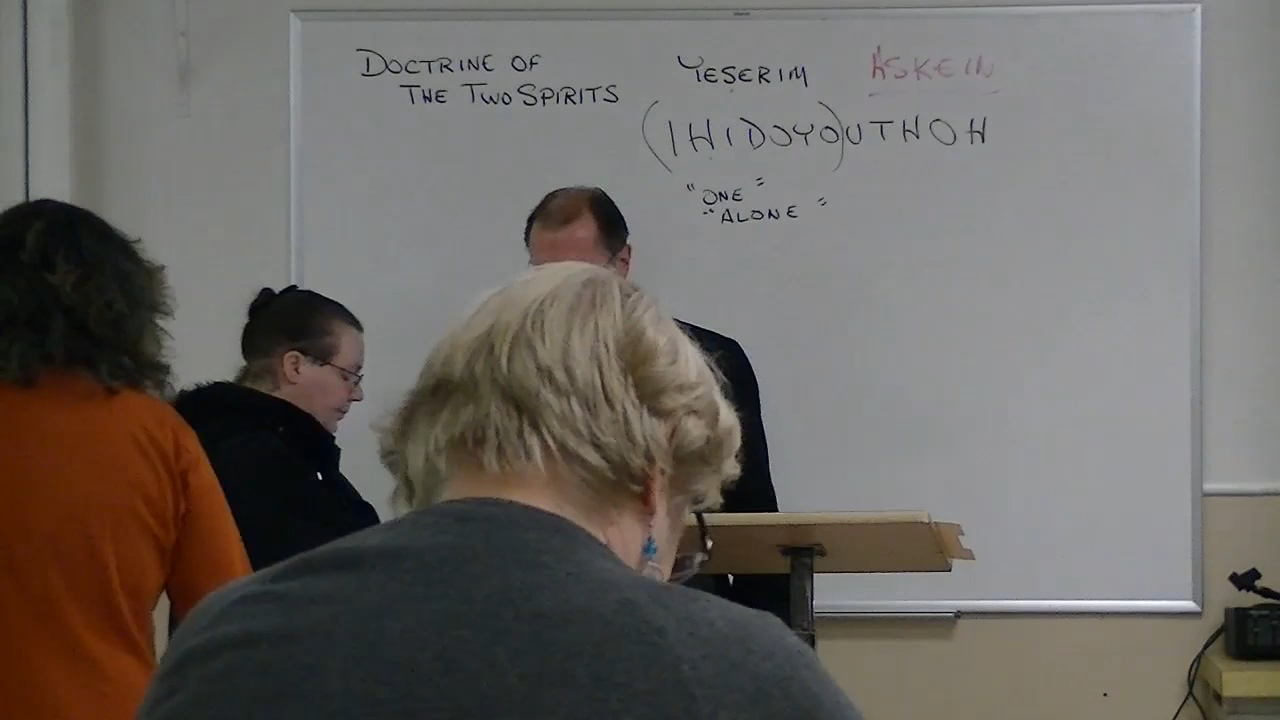 DOCTRINE OF
THE TWO SPIRITS
YESERIM
ASKEIN
(IHIDOYO)UTHOH
"ONE"
"ALONE"